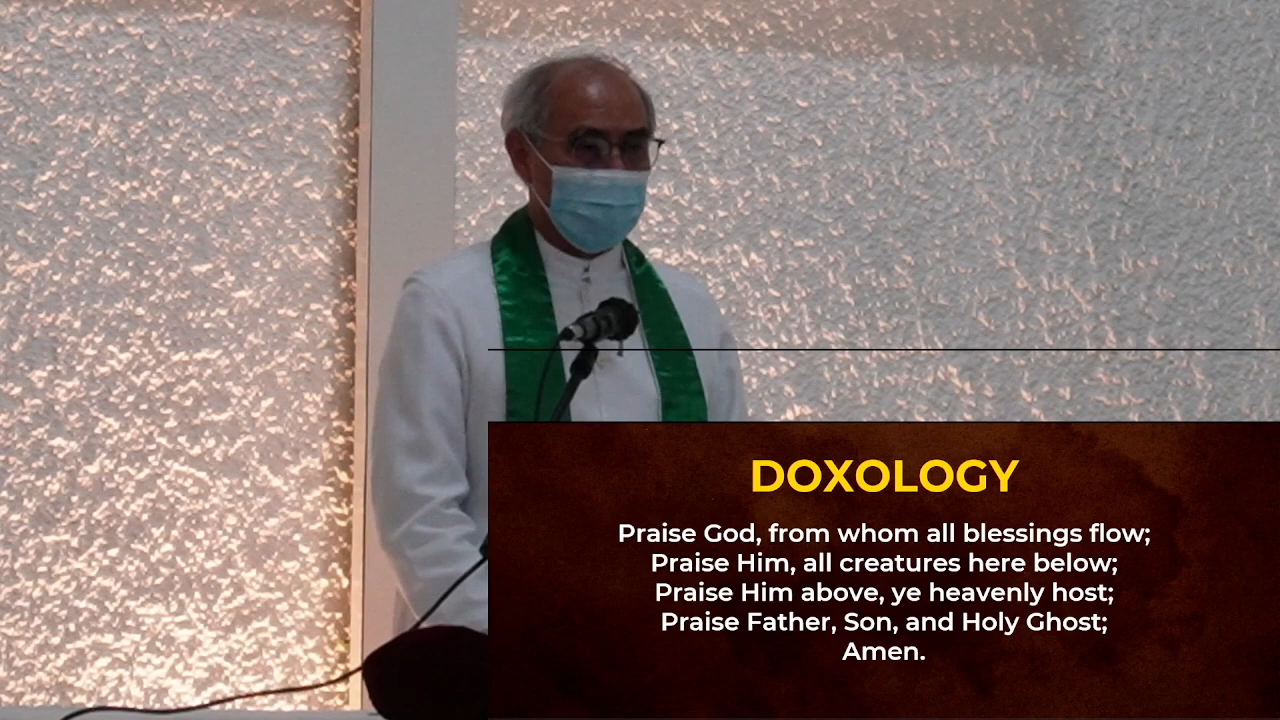 DOXOLOGY
Praise God, from whom all blessings flow;
Praise Him, all creatures here below;
Praise Him above, ye heavenly host;
Praise Father, Son, and Holy Ghost;
Amen.